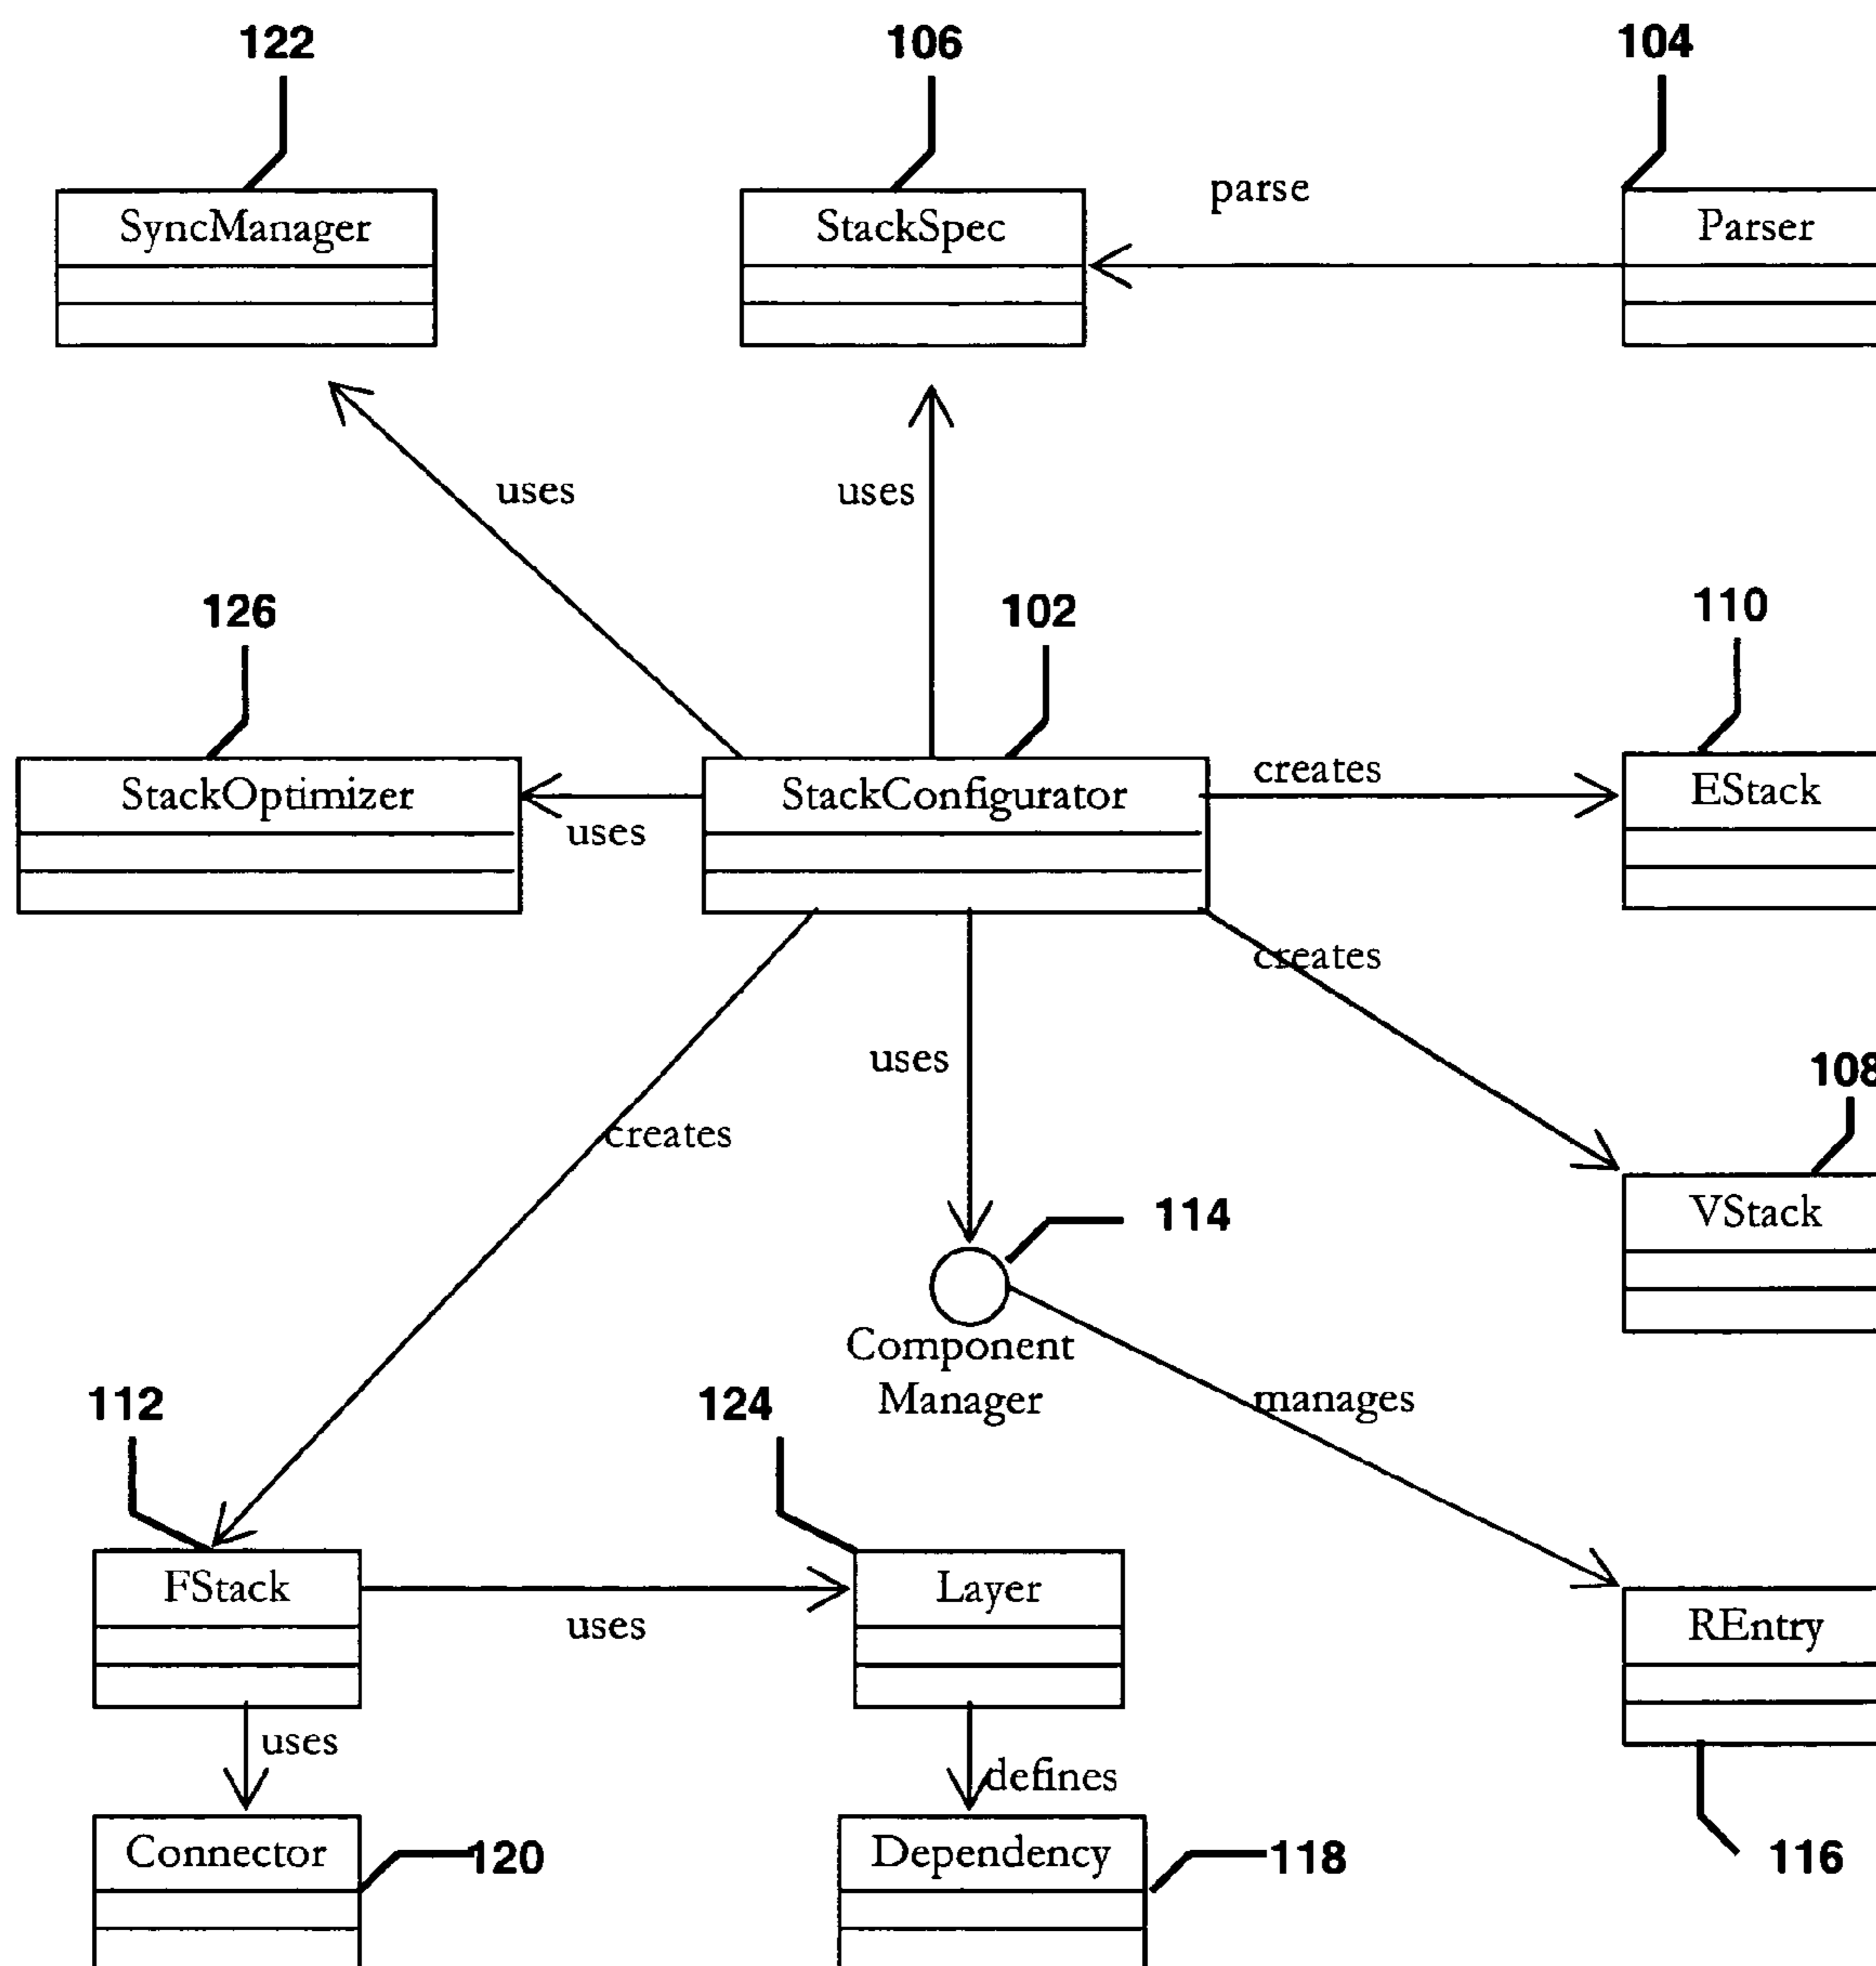 122
106
104
SyncManager
StackSpec
parse
Parser
uses
uses
126
102
110
StackOptimizer
uses
StackConfigurator
creates
EStack
creates
uses
creates
108
114
VStack
Component
Manager
manages
112
124
FStack
uses
Layer
REntry
uses
defines
Connector
120
Dependency
118
116